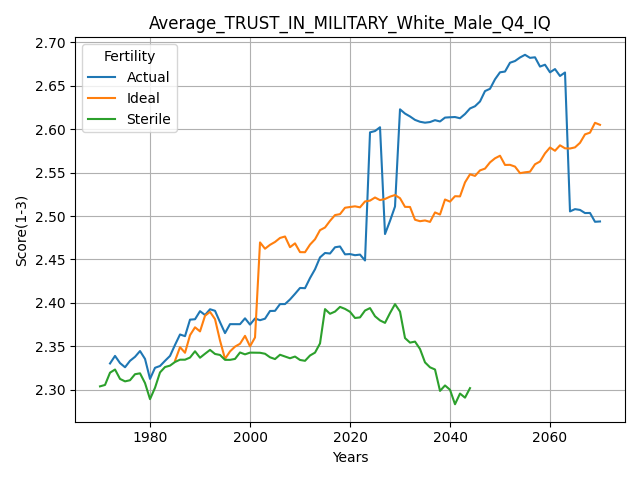 Average_TRUST_IN_MILITARY_White_Male_Q4_IQ
Fertility
Actual
Ideal
Sterile
Score(1-3)
2.70
2.65
2.60
2.55
2.50
2.45
2.40
2.35
2.30
1980
2000
2020
2040
2060
Years